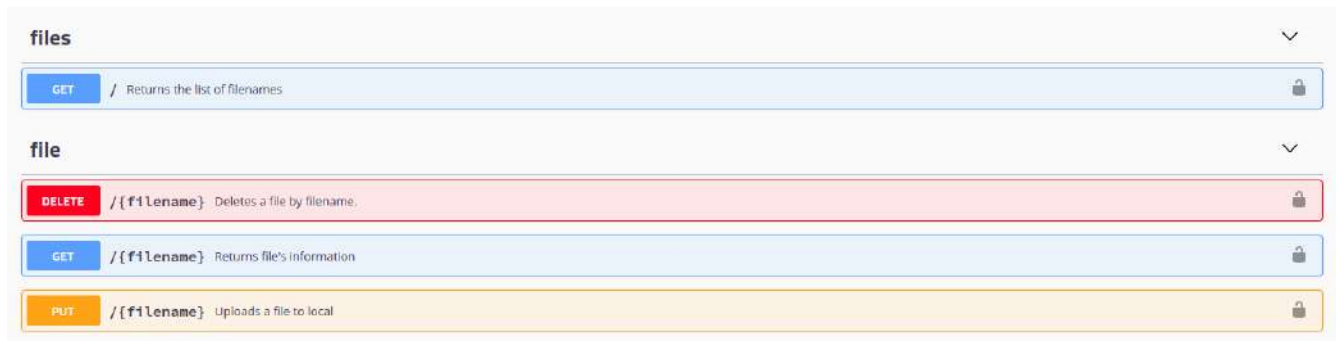 files
GET / Returns the list of filenames
file
DELETE /{filename} Deletes a file by filename.
GET /{filename} Returns file's information
PUT /{filename} Uploads a file to local